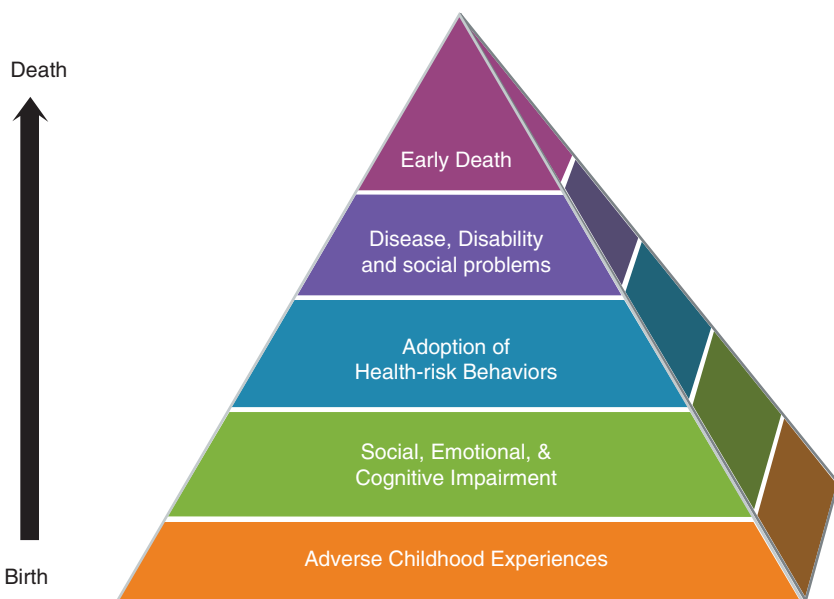 Death
Early Death
Disease, Disability
and social problems
Adoption of
Health-risk Behaviors
Social, Emotional, &
Cognitive Impairment
Adverse Childhood Experiences
Birth